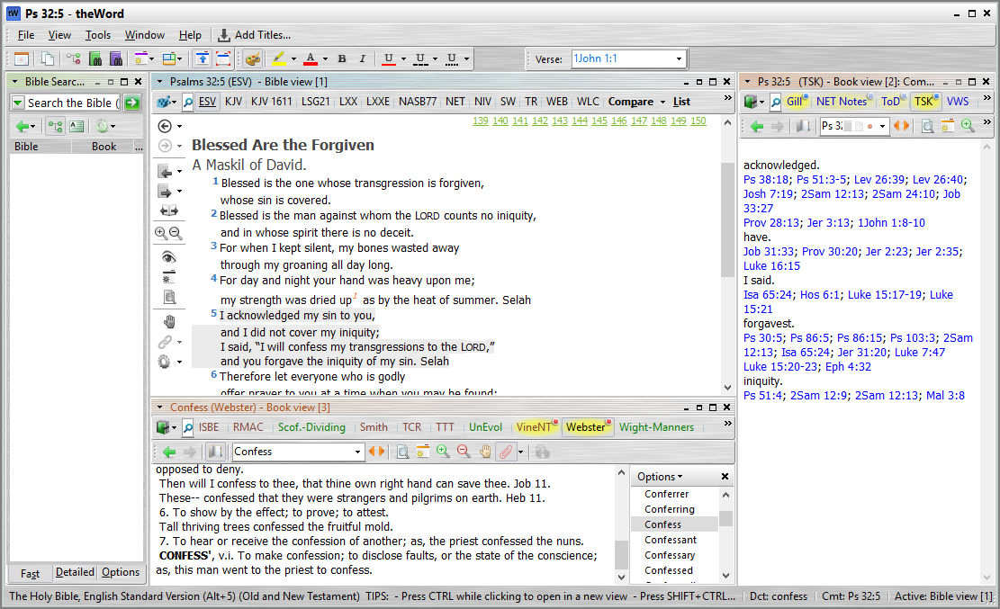 tW Ps 32:5 - theWord
File View Tools Window Help Add Titles...
B I U U U Verse: 1John 1:1
Bible Searc...
Search the Bible (
Bible Book ...
Fast Detailed Options
Psalms 32:5 (ESV) - Bible view [1]
ESV KJV KJV 1611 LSG21 LXX LXXE NASB77 NET NIV SW TR WEB WLC Compare List
139 140 141 142 143 144 145 146 147 148 149 150
Blessed Are the Forgiven
A Maskil of David.
1 Blessed is the one whose transgression is forgiven,
whose sin is covered.
2 Blessed is the man against whom the LORD counts no iniquity,
and in whose spirit there is no deceit.
3 For when I kept silent, my bones wasted away
through my groaning all day long.
4 For day and night your hand was heavy upon me;
my strength was dried up1 as by the heat of summer. Selah
5 I acknowledged my sin to you,
and I did not cover my iniquity;
I said, “I will confess my transgressions to the LORD,”
and you forgave the iniquity of my sin. Selah
6 Therefore let everyone who is godly
offer prayer to you at a time when you may be found;
Confess (Webster) - Book view [3]
ISBE RMAC Scof.-Dividing Smith TCR TTT UnEvol VineNT Webster Wight-Manners
Confess
opposed to deny.
Then will I confess to thee, that thine own right hand can save thee. Job 11.
These-- confessed that they were strangers and pilgrims on earth. Heb 11.
6. To show by the effect; to prove; to attest.
Tall thriving trees confessed the fruitful mold.
7. To hear or receive the confession of another; as, the priest confessed the nuns.
CONFESS', v.i. To make confession; to disclose faults, or the state of the conscience;
as, this man went to the priest to confess.
Options
Conferrer
Conferring
Confess
Confessant
Confessary
Confessed
Ps 32:5 (TSK) - Book view [2]: Com...
Gill NET Notes ToD TSK VWS
Ps 32
acknowledged.
Ps 38:18; Ps 51:3-5; Lev 26:39; Lev 26:40;
Josh 7:19; 2Sam 12:13; 2Sam 24:10; Job
33:27
Prov 28:13; Jer 3:13; 1John 1:8-10
have.
Job 31:33; Prov 30:20; Jer 2:23; Jer 2:35;
Luke 16:15
I said.
Isa 65:24; Hos 6:1; Luke 15:17-19; Luke
15:21
forgavest.
Ps 30:5; Ps 86:5; Ps 86:15; Ps 103:3; 2Sam
12:13; Isa 65:24; Jer 31:20; Luke 7:47
Luke 15:20-23; Eph 4:32
iniquity.
Ps 51:4; 2Sam 12:9; 2Sam 12:13; Mal 3:8
The Holy Bible, English Standard Version (Alt+5) (Old and New Testament) TIPS: - Press CTRL while clicking to open in a new view - Press SHIFT+CTRL... Dct: confess Cmt: Ps 32:5 Active: Bible view [1]